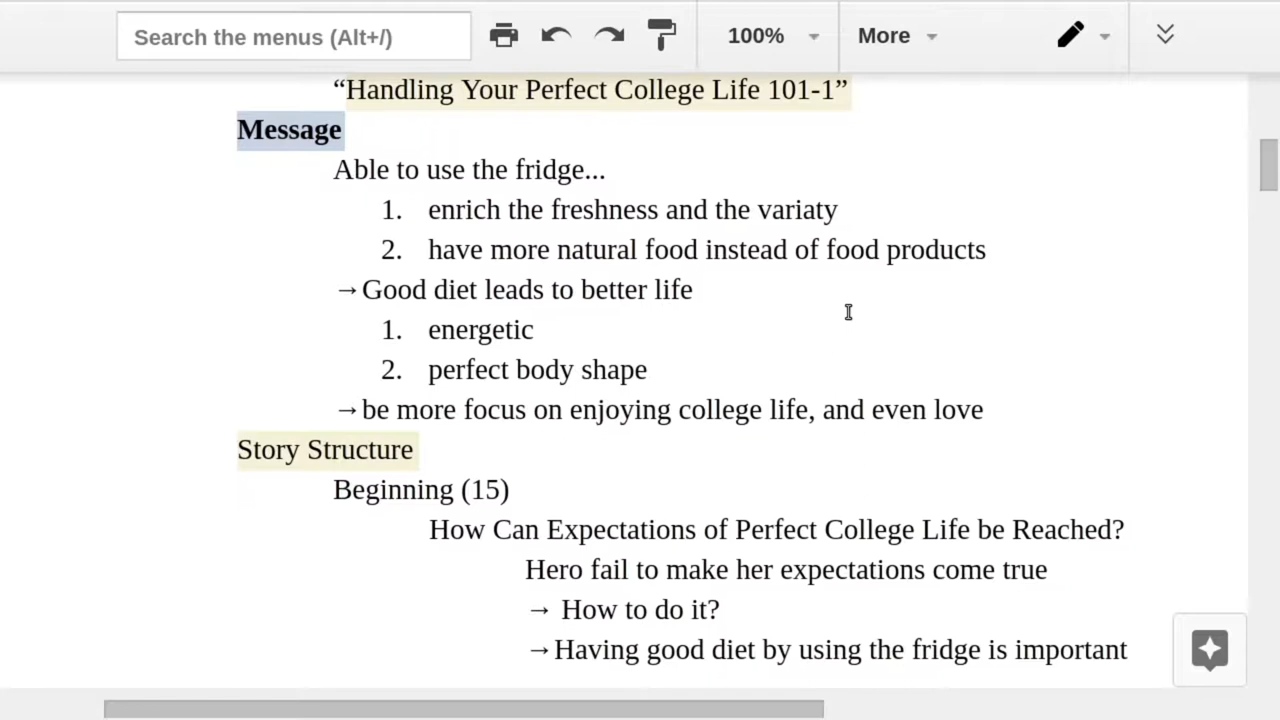 Search the menus (Alt+/)
100%
More
“Handling Your Perfect College Life 101-1”
Message
Able to use the fridge...
1. enrich the freshness and the variaty
2. have more natural food instead of food products
→Good diet leads to better life
1. energetic
2. perfect body shape
→be more focus on enjoying college life, and even love
Story Structure
Beginning (15)
How Can Expectations of Perfect College Life be Reached?
Hero fail to make her expectations come true
→ How to do it?
→Having good diet by using the fridge is important